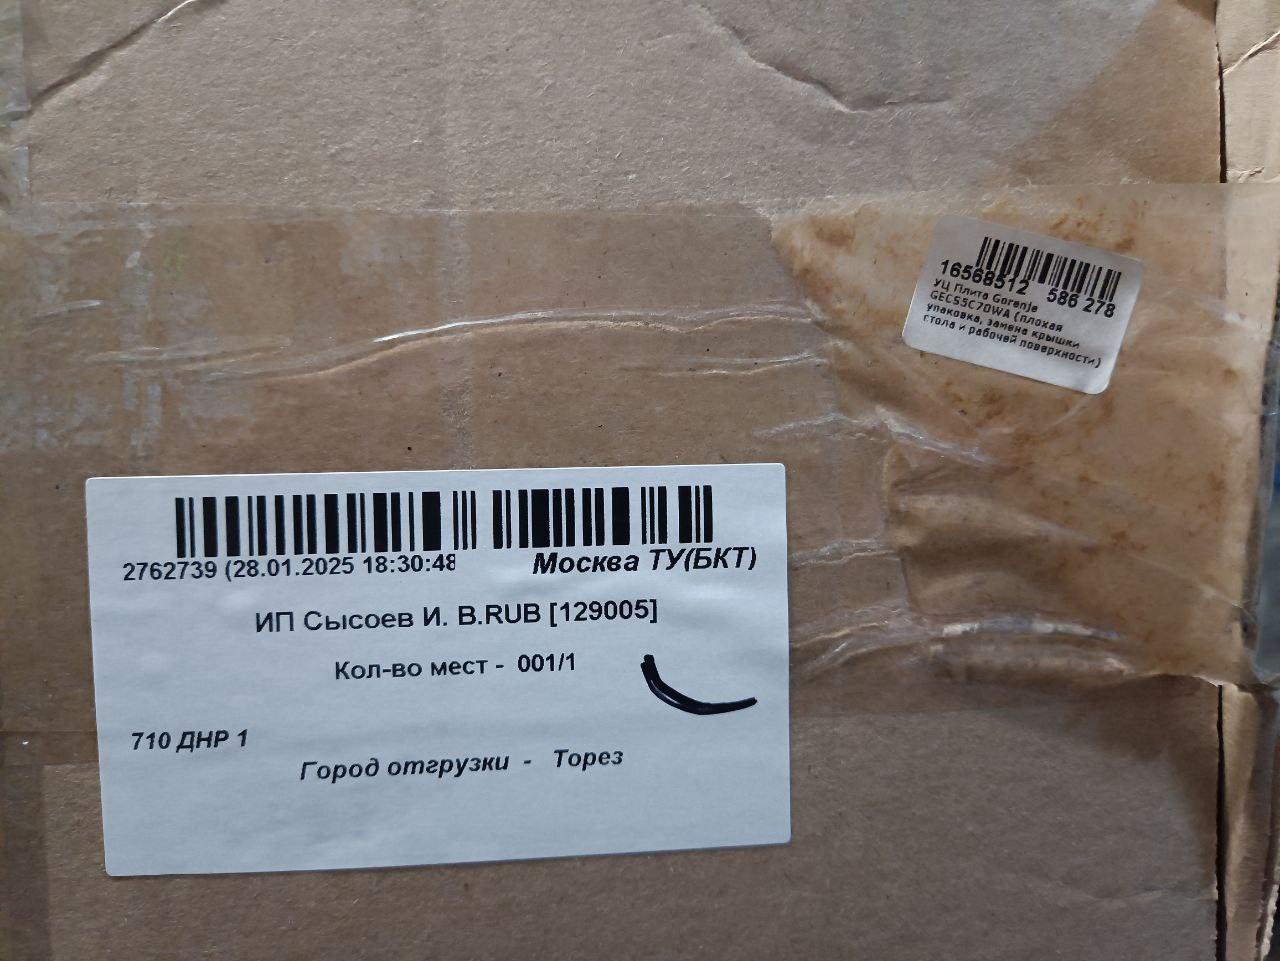 16568512 586 278
УЦ Плита Gorenje
GEC55C70WA (плохая
упаковка, замена крышки
стола и рабочей поверхности)
2762739 (28.01.2025 18:30:48
Москва ТУ(БКТ)
ИП Сысоев И. В.RUB [129005]
Кол-во мест - 001/1
710 ДНР 1
Город отгрузки - Торез